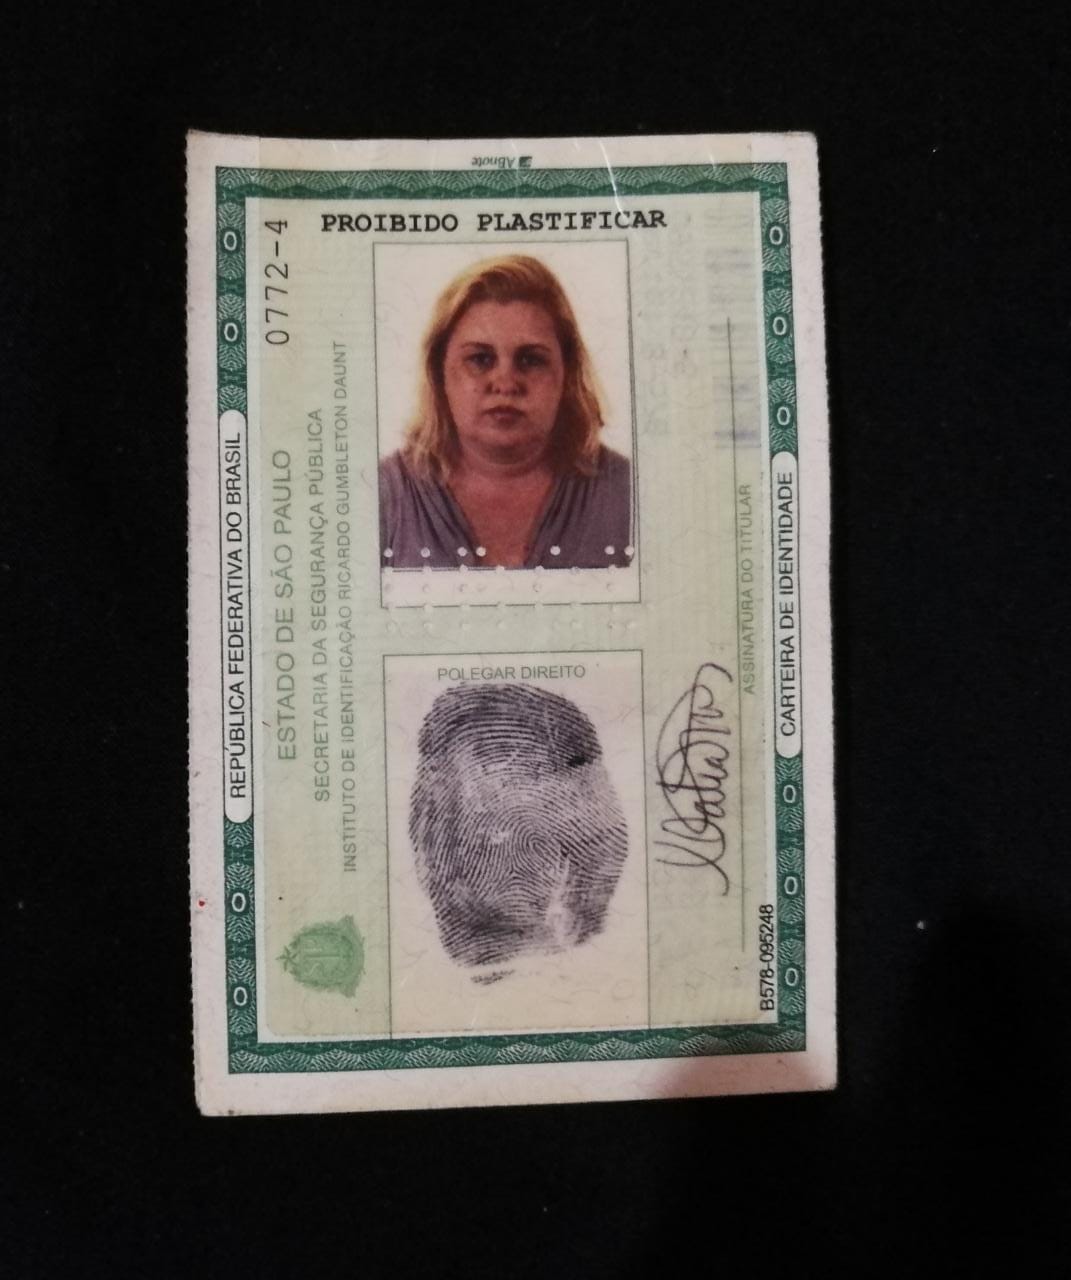 ABnote
PROIBIDO PLASTIFICAR
0772-4
REPÚBLICA FEDERATIVA DO BRASIL
ESTADO DE SÃO PAULO
SECRETARIA DA SEGURANÇA PÚBLICA
INSTITUTO DE IDENTIFICAÇÃO RICARDO GUMBLETON DAUNT
POLEGAR DIREITO
ASSINATURA DO TITULAR
CARTEIRA DE IDENTIDADE
B578-095248